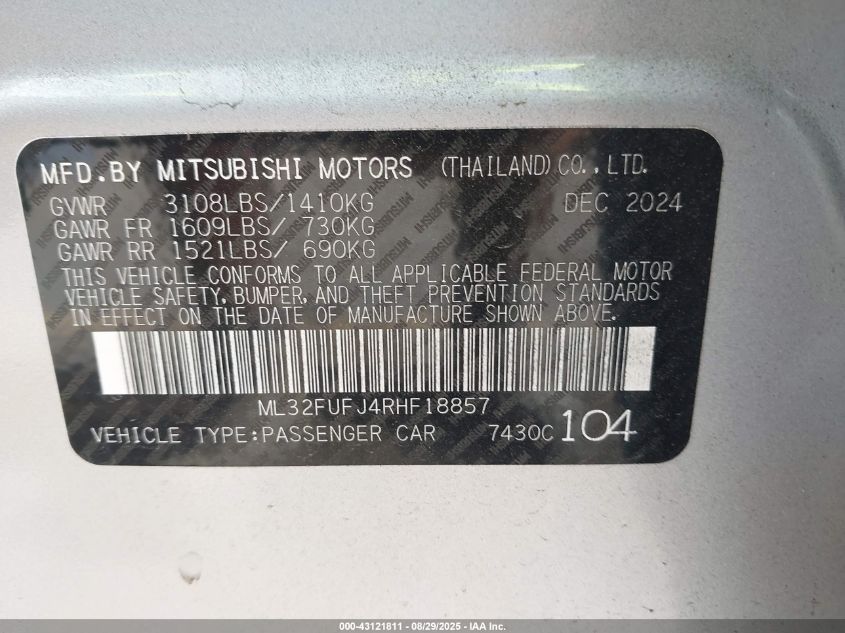 MFD.BY MITSUBISHI MOTORS (THAILAND) CO., LTD.
GVWR 3108LBS/1410KG DEC 2024
GAWR FR 1609LBS/ 730KG
GAWR RR 1521LBS/ 690KG
THIS VEHICLE CONFORMS TO ALL APPLICABLE FEDERAL MOTOR
VEHICLE SAFETY, BUMPER, AND THEFT PREVENTION STANDARDS
IN EFFECT ON THE DATE OF MANUFACTURE SHOWN ABOVE.
ML32FUFJ4RHF18857
VEHICLE TYPE:PASSENGER CAR 7430C 104
000-43121811 - 08/29/2025 - IAA Inc.